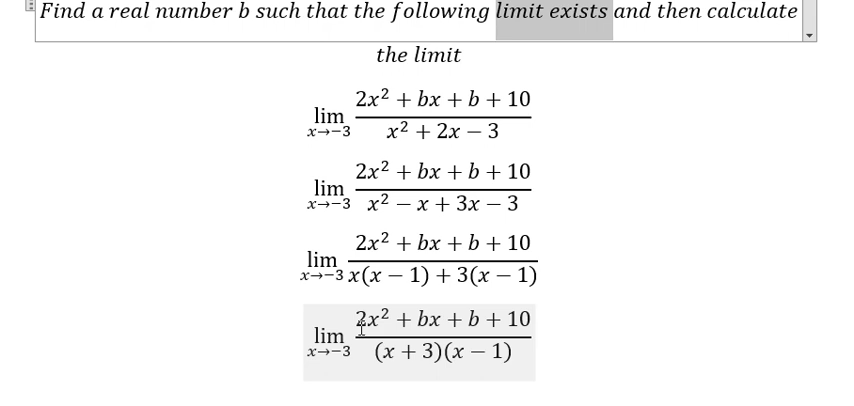 Find a real number b such that the following limit exists and then calculate
the limit
lim x→−3 (2x² + bx + b + 10)/(x² + 2x − 3)
lim x→−3 (2x² + bx + b + 10)/(x² − x + 3x − 3)
lim x→−3 (2x² + bx + b + 10)/(x(x − 1) + 3(x − 1))
lim x→−3 (2x² + bx + b + 10)/((x + 3)(x − 1))